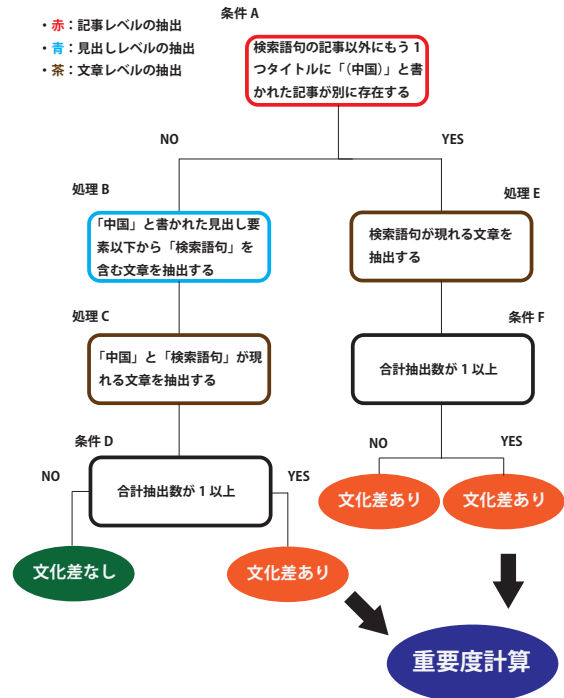 ・赤：記事レベルの抽出
・青：見出しレベルの抽出
・茶：文章レベルの抽出
条件 A
検索語句の記事以外にもう 1
つタイトルに「（中国）」と書
かれた記事が別に存在する
NO
YES
処理 B
「中国」と書かれた見出し要
素以下から「検索語句」を
含む文章を抽出する
処理 E
検索語句が現れる文章を
抽出する
処理 C
「中国」と「検索語句」が現
れる文章を抽出する
条件 F
合計抽出数が 1 以上
条件 D
NO
合計抽出数が 1 以上
YES
NO
YES
文化差あり
文化差あり
文化差なし
文化差あり
重要度計算